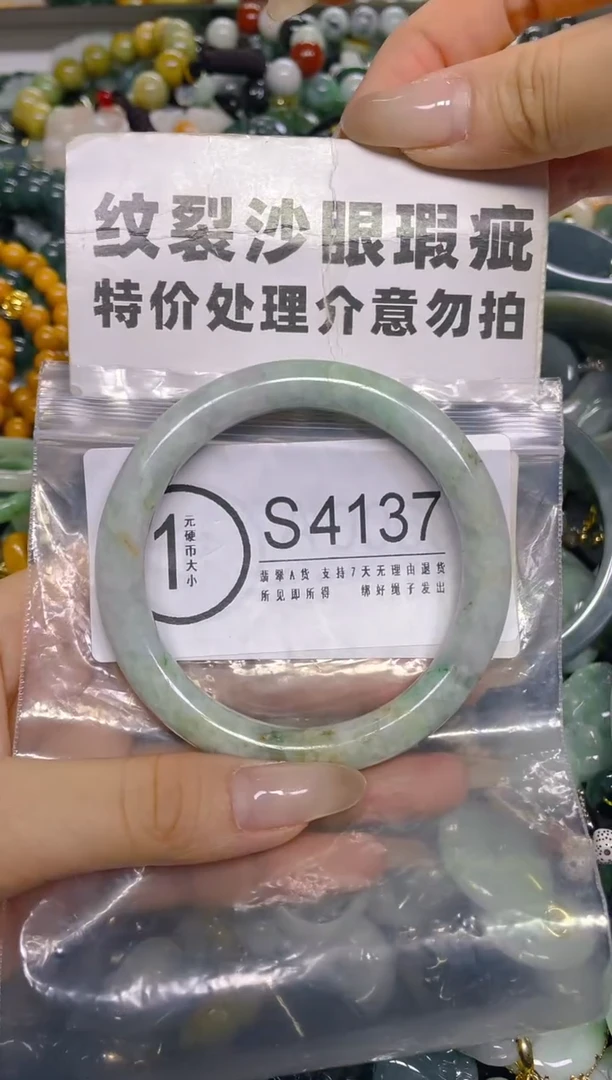 纹裂沙眼瑕疵
特价处理介意勿拍
1
元硬币大小
S4137
翡翠A货 支持7天无理由退货
所见即所得 绑好绳子发出